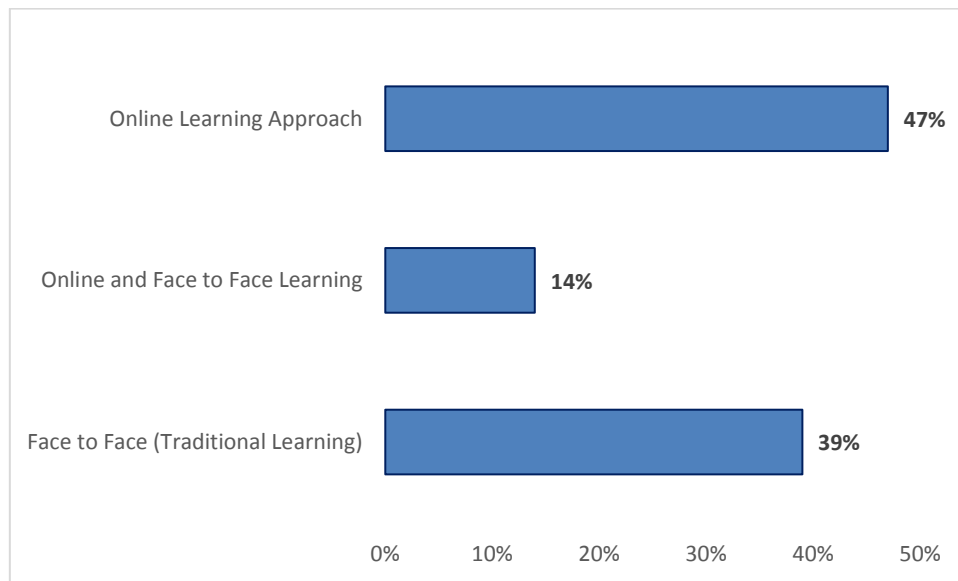 Online Learning Approach
47%
Online and Face to Face Learning
14%
Face to Face (Traditional Learning)
39%
0% 10% 20% 30% 40% 50%